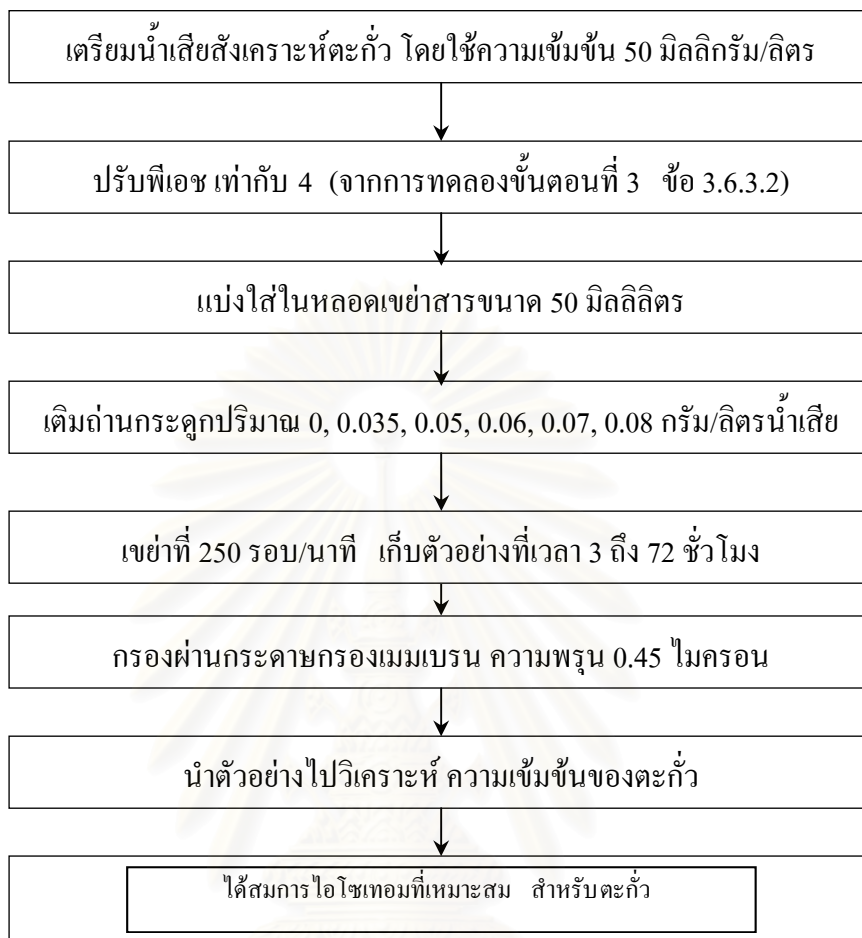 เตรียมน้ำเสียสังเคราะห์ตะกั่ว โดยใช้ความเข้มข้น 50 มิลลิกรัม/ลิตร
ปรับพีเอช เท่ากับ 4 (จากการทดลองขั้นตอนที่ 3 ข้อ 3.6.3.2)
แบ่งใส่ในหลอดเขย่าสารขนาด 50 มิลลิลิตร
เติมถ่านกระดูกปริมาณ 0, 0.035, 0.05, 0.06, 0.07, 0.08 กรัม/ลิตรน้ำเสีย
เขย่าที่ 250 รอบ/นาที เก็บตัวอย่างที่เวลา 3 ถึง 72 ชั่วโมง
กรองผ่านกระดาษกรองเมมเบรน ความพรุน 0.45 ไมครอน
นำตัวอย่างไปวิเคราะห์ ความเข้มข้นของตะกั่ว
ได้สมการไอโซเทอมที่เหมาะสม สำหรับตะกั่ว